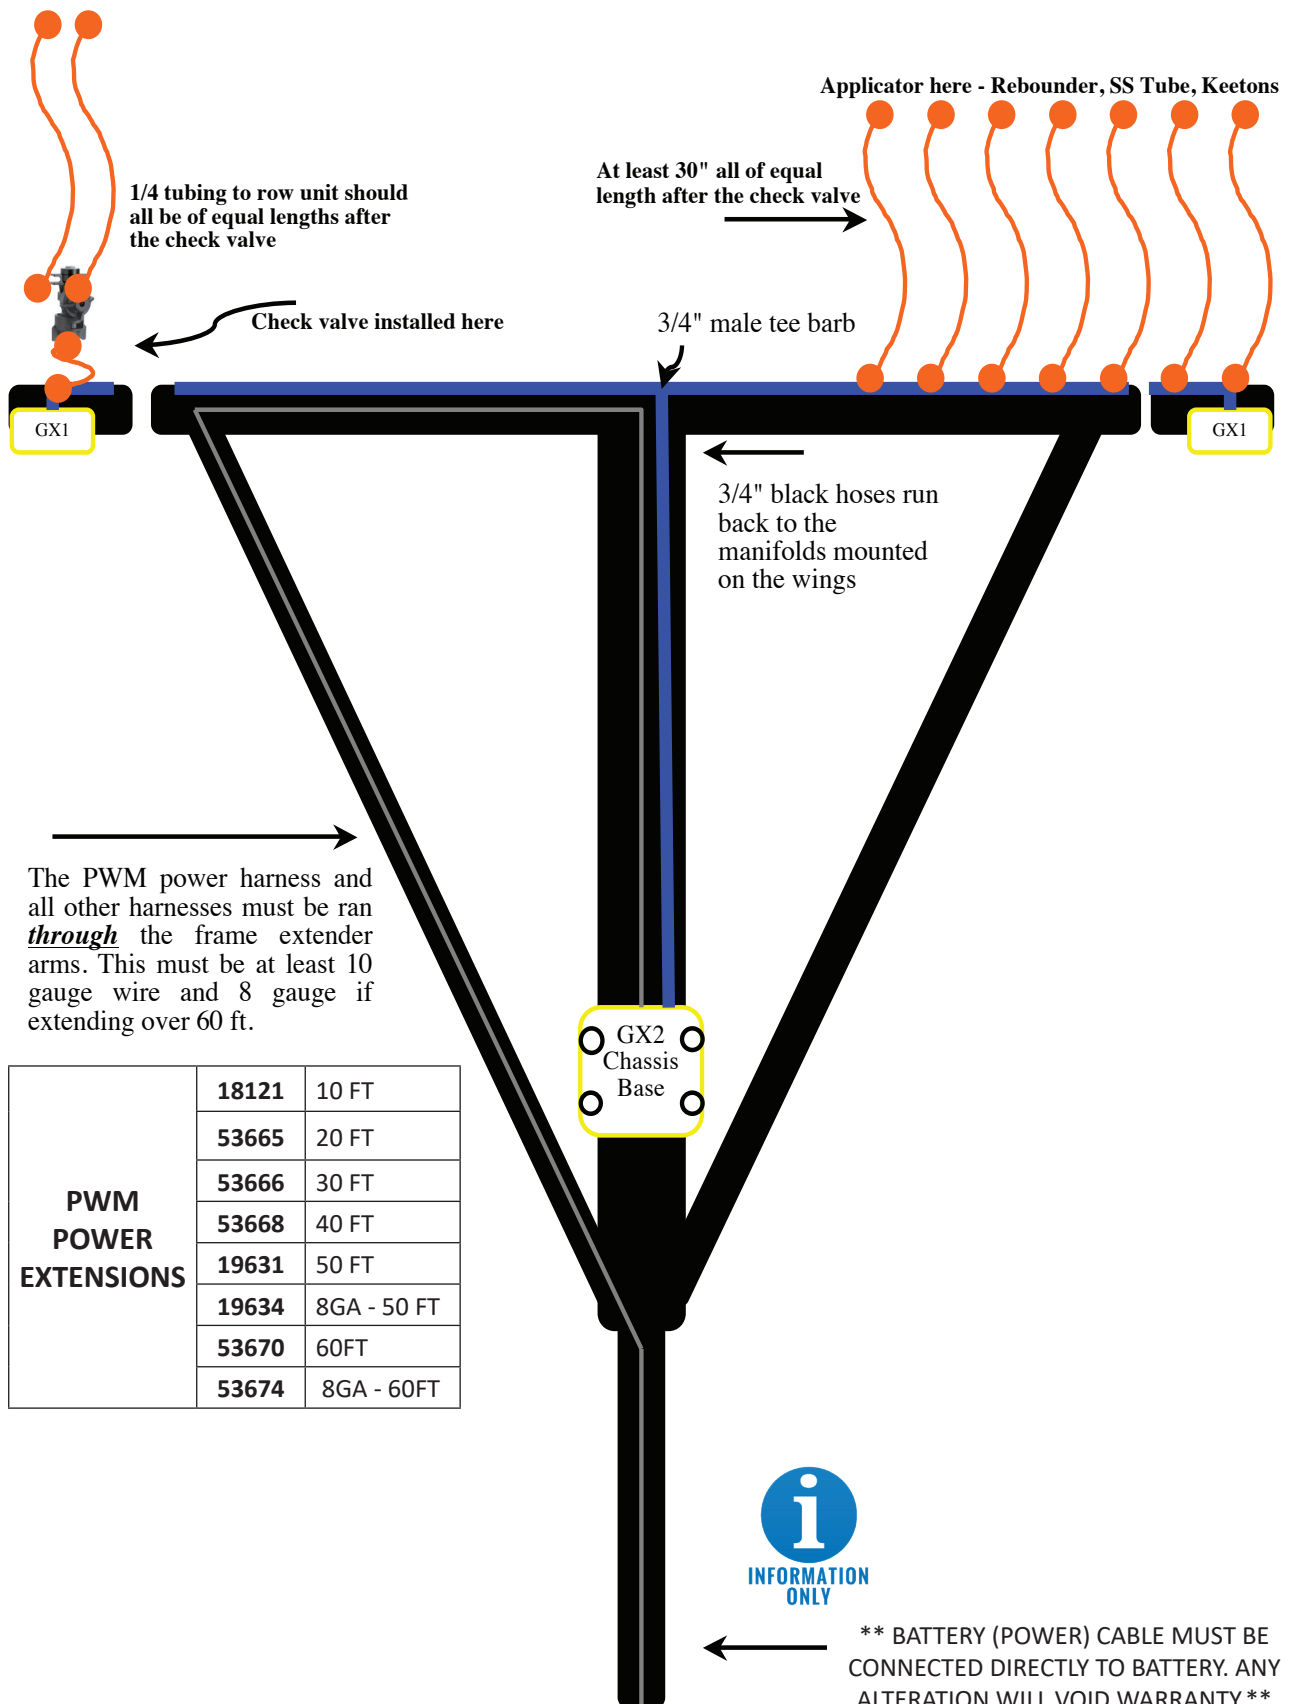 Applicator here - Rebounder, SS Tube, Keetons
1/4 tubing to row unit should
all be of equal lengths after
the check valve
At least 30" all of equal
length after the check valve
Check valve installed here
3/4" male tee barb
GX1
GX1
3/4" black hoses run
back to the
manifolds mounted
on the wings
The PWM power harness and
all other harnesses must be ran
through the frame extender
arms. This must be at least 10
gauge wire and 8 gauge if
extending over 60 ft.
GX2
Chassis
Base
PWM
POWER
EXTENSIONS
18121 10 FT
53665 20 FT
53666 30 FT
53668 40 FT
19631 50 FT
19634 8GA - 50 FT
53670 60FT
53674 8GA - 60FT
i
INFORMATION
ONLY
** BATTERY (POWER) CABLE MUST BE
CONNECTED DIRECTLY TO BATTERY. ANY
ALTERATION WILL VOID WARRANTY **